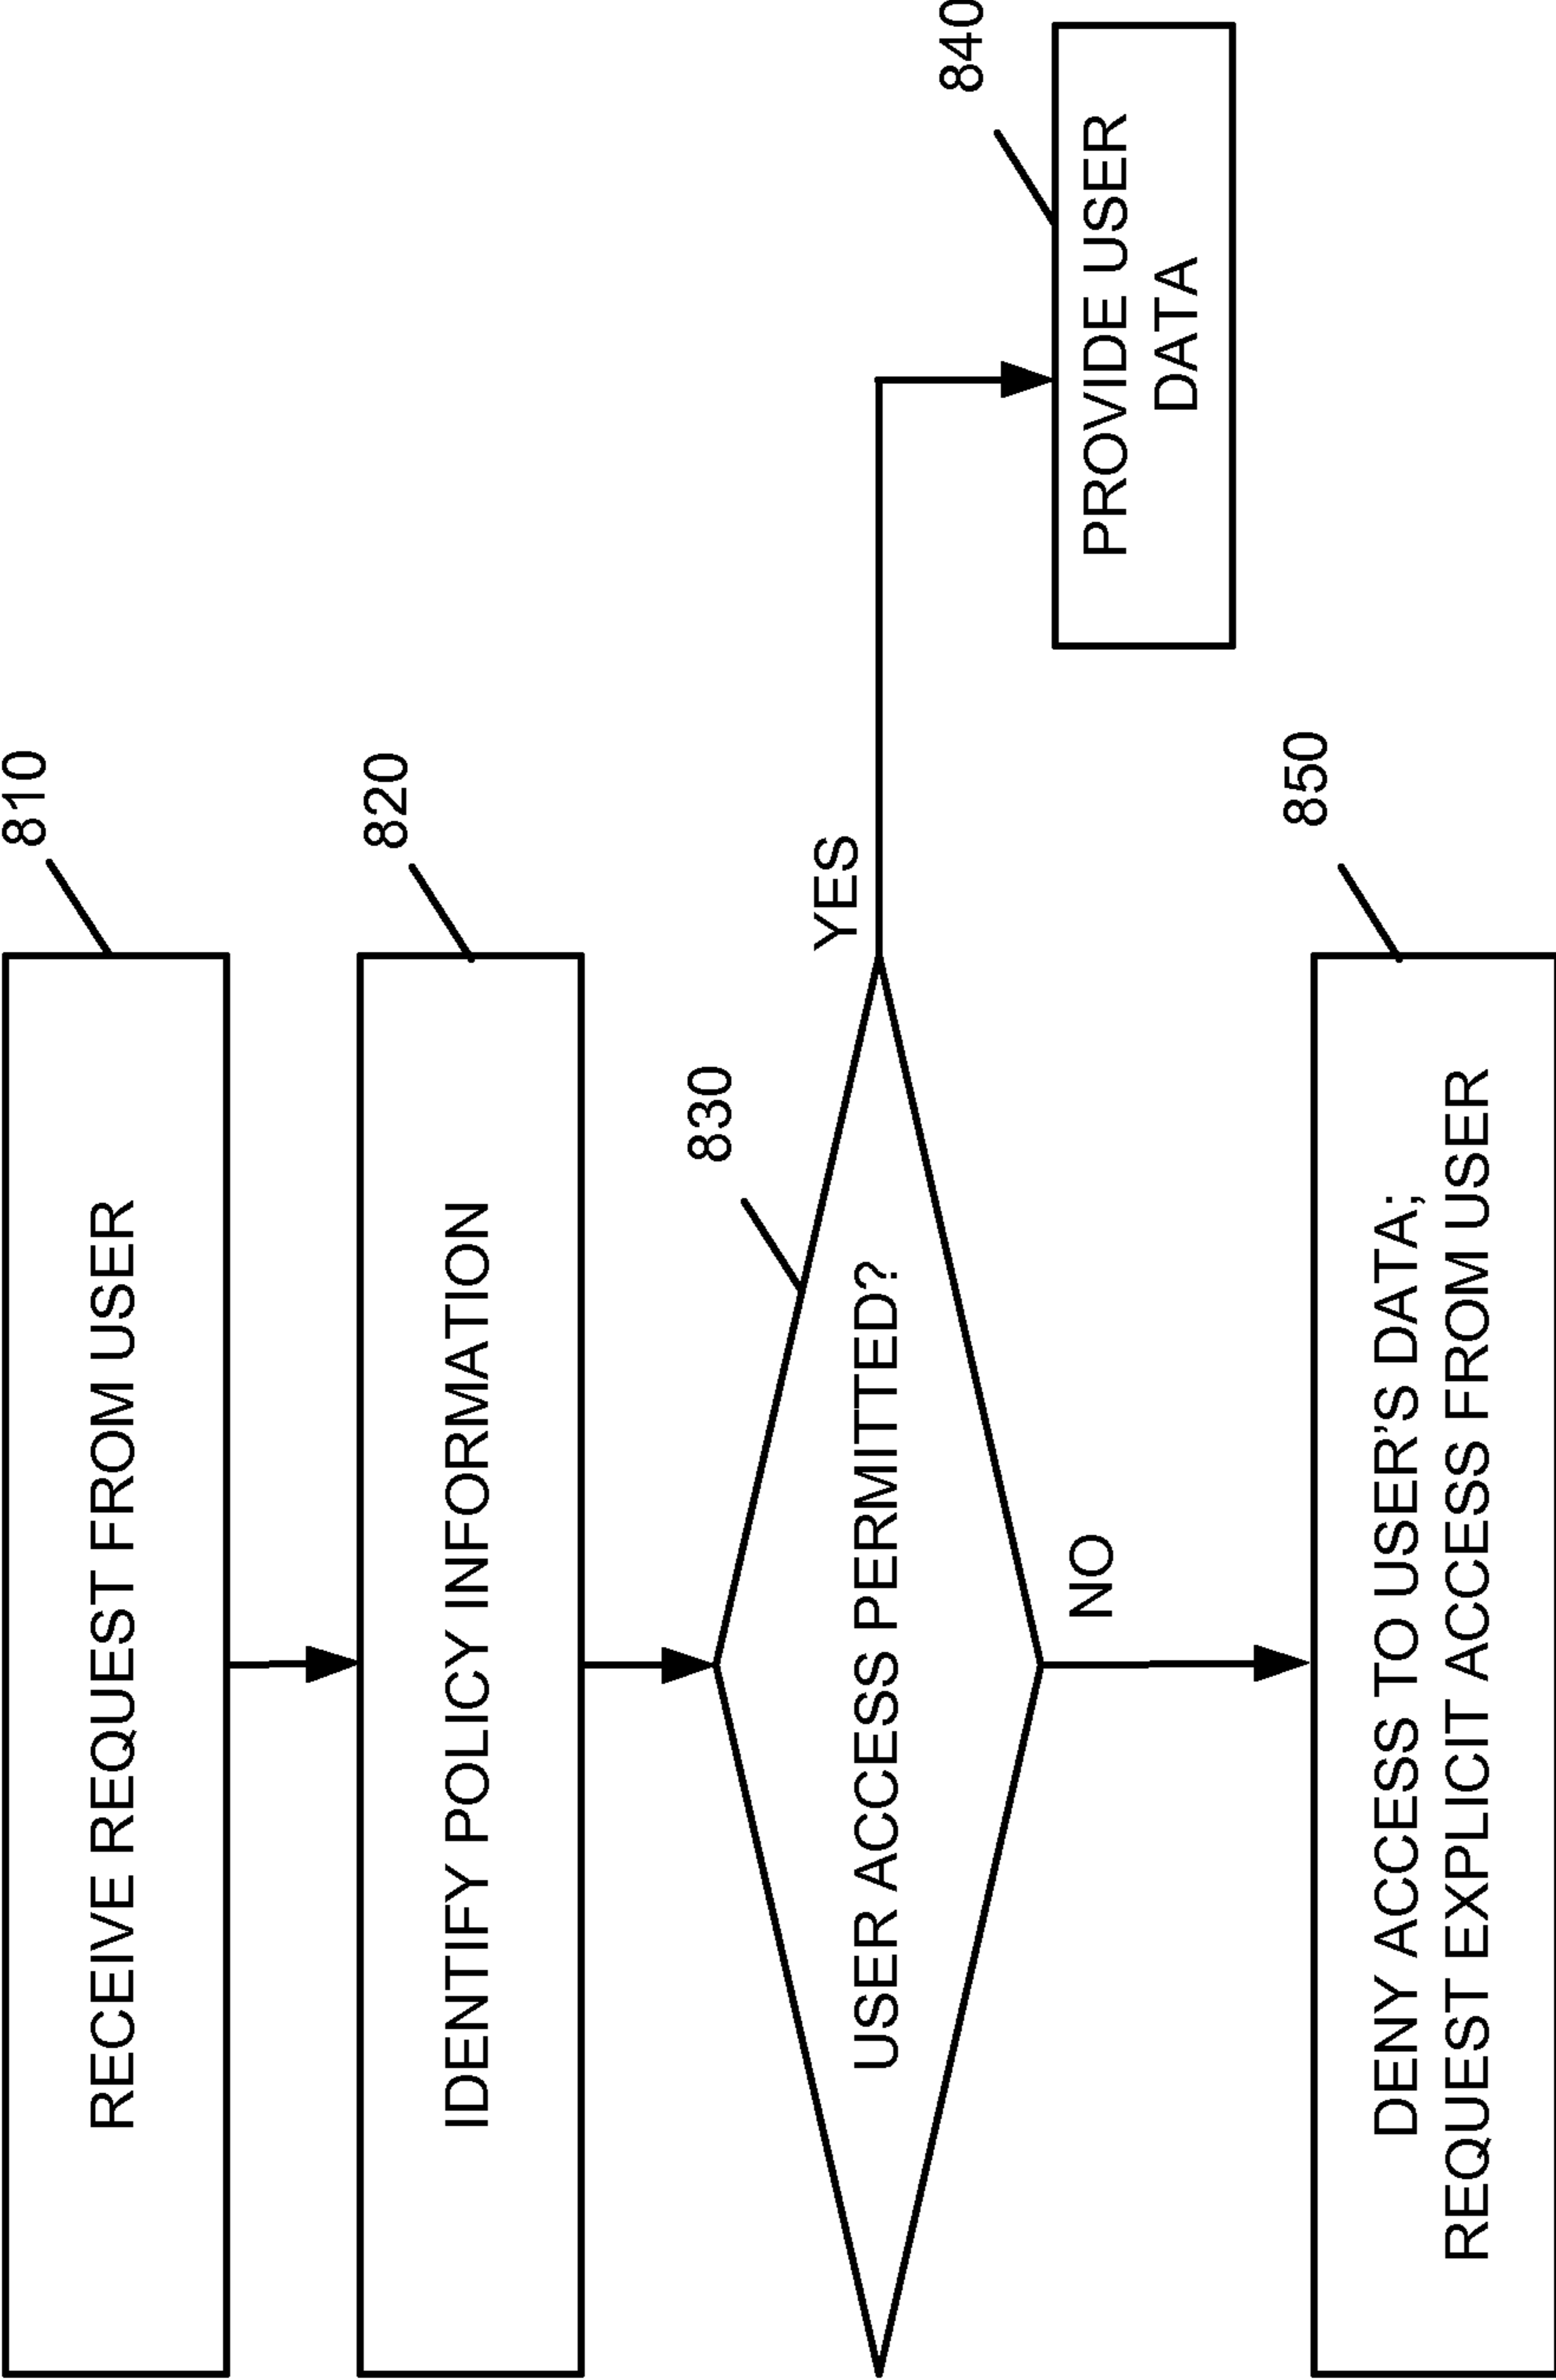 810
RECEIVE REQUEST FROM USER
820
IDENTIFY POLICY INFORMATION
830
USER ACCESS PERMITTED?
YES
840
PROVIDE USER
DATA
NO
850
DENY ACCESS TO USER'S DATA;
REQUEST EXPLICIT ACCESS FROM USER